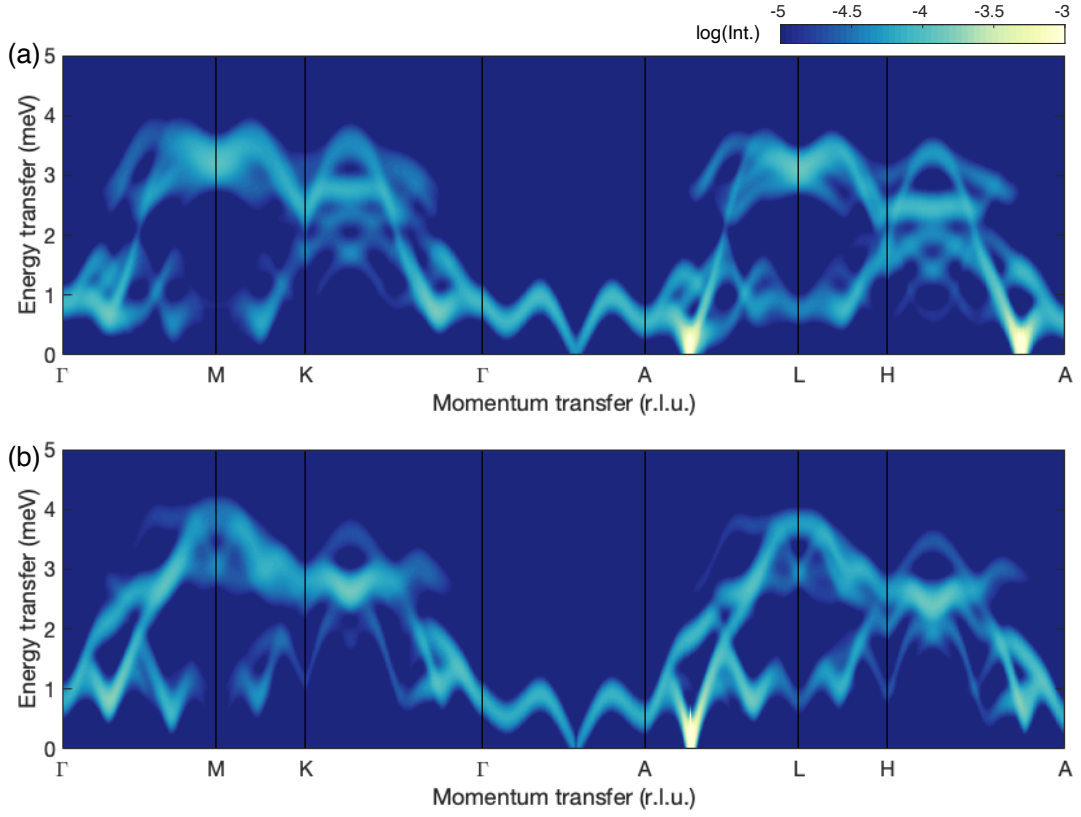 -5 -4.5 -4 -3.5 -3
log(Int.)
(a)
5
4
3
2
1
0
Energy transfer (meV)
Γ M K Γ A L H A
Momentum transfer (r.l.u.)
(b)
5
4
3
2
1
0
Energy transfer (meV)
Γ M K Γ A L H A
Momentum transfer (r.l.u.)